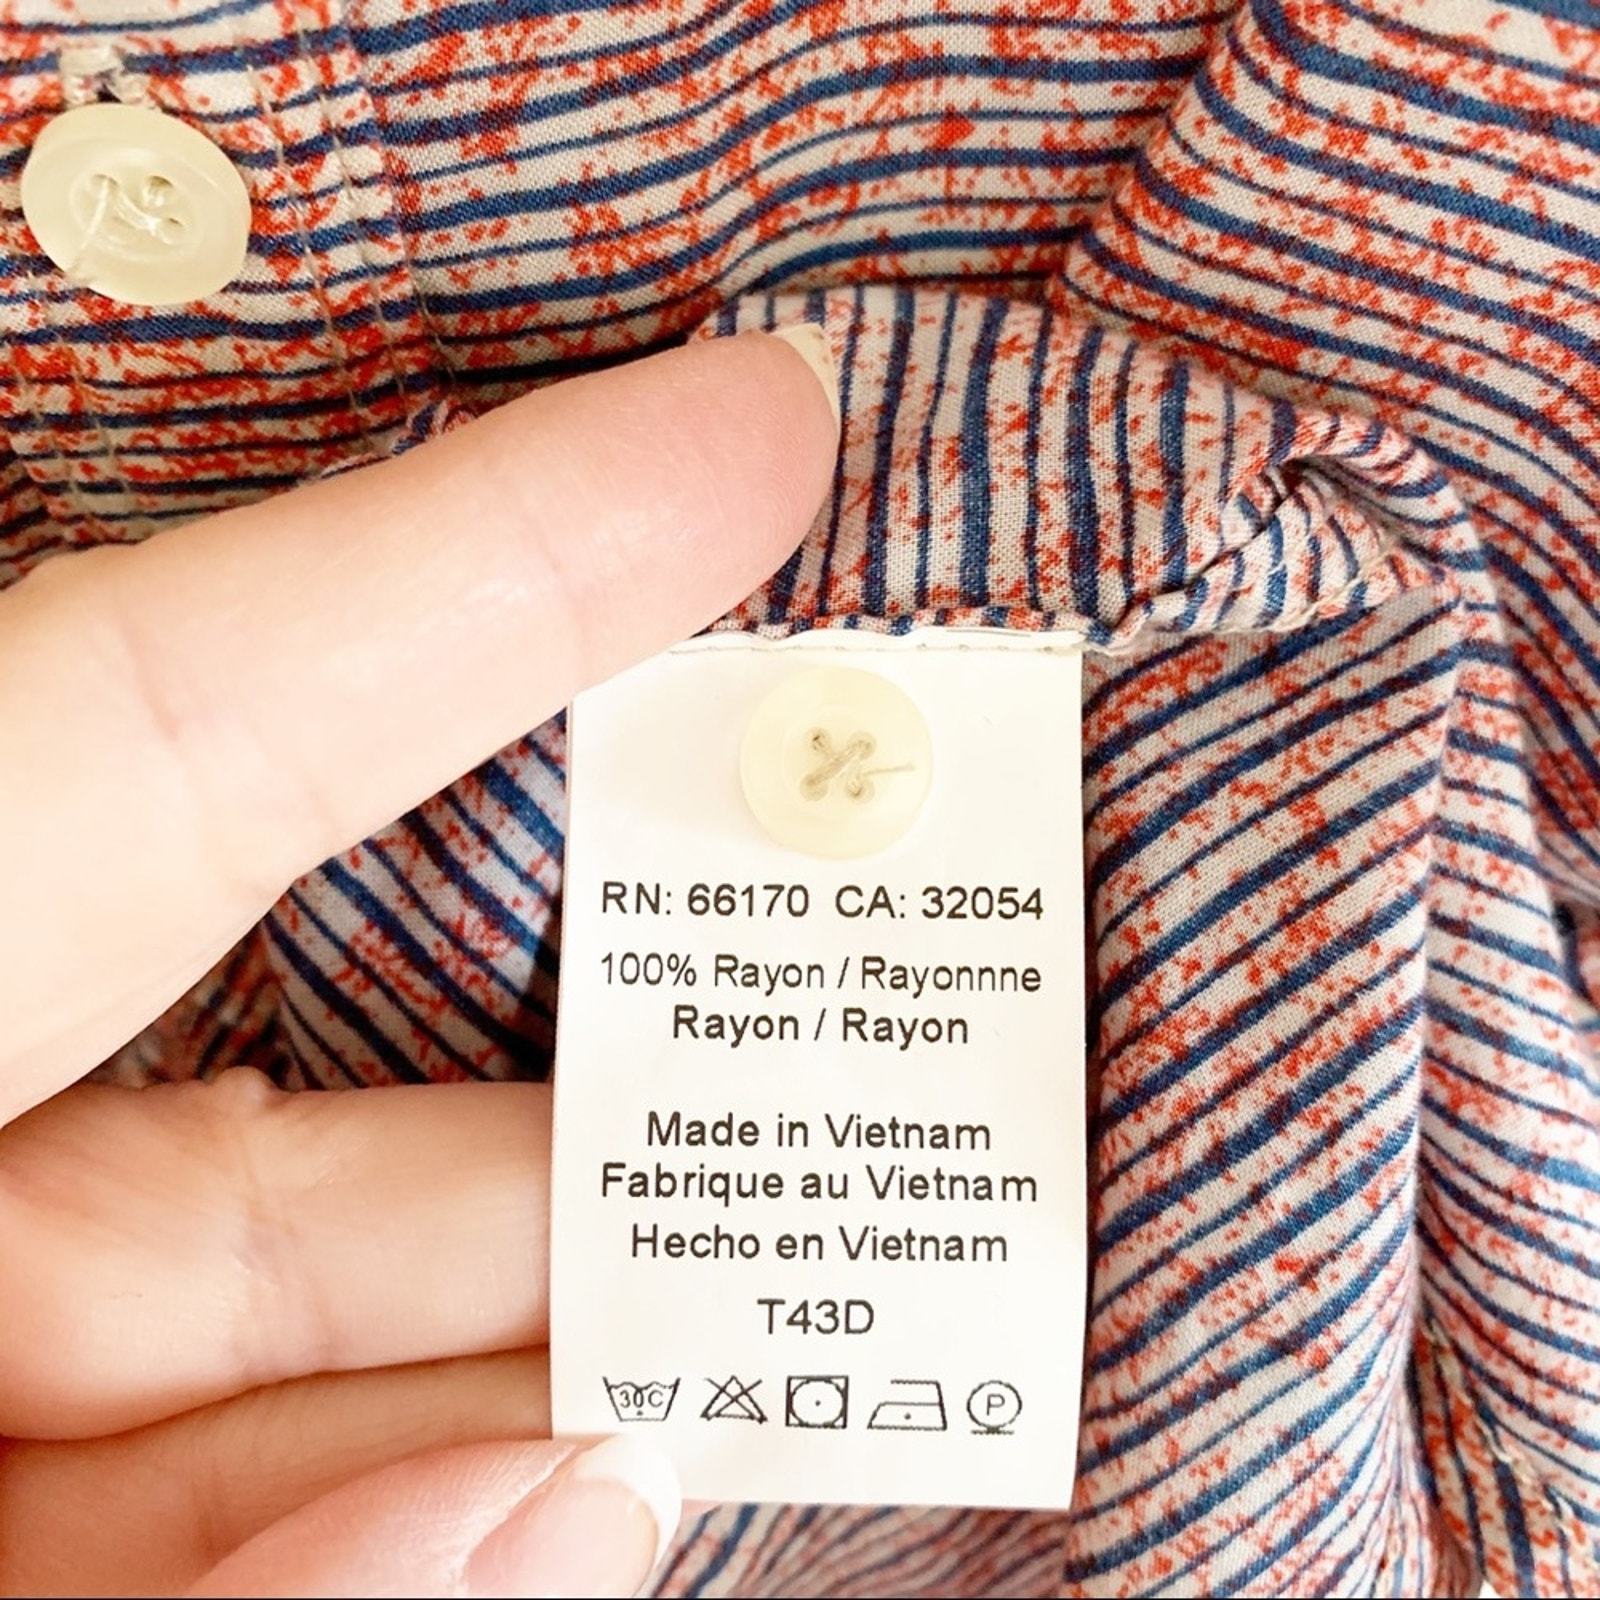 RN: 66170 CA: 32054
100% Rayon / Rayonnne
Rayon / Rayon
Made in Vietnam
Fabrique au Vietnam
Hecho en Vietnam
T43D
30C P